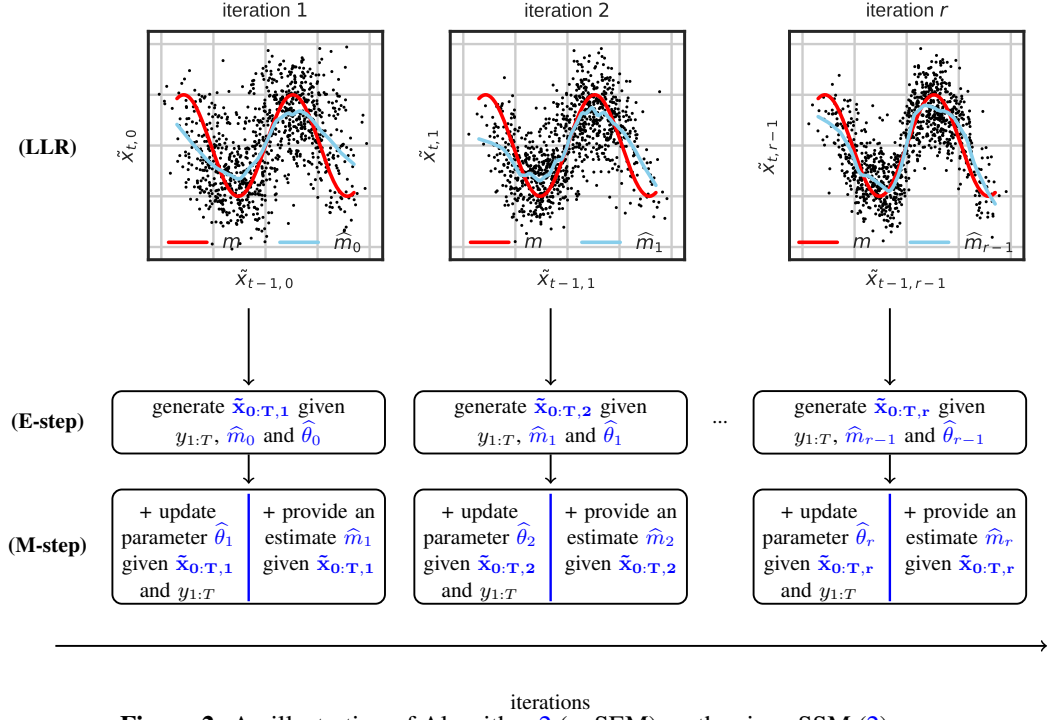 iteration 1
iteration 2
iteration r
(LLR)
x̃t,0
m
m̂0
x̃t−1,0
x̃t,1
m
m̂1
x̃t−1,1
x̃t,r−1
m
m̂r−1
x̃t−1,r−1
(E-step)
generate x̃0:T,1 given
y1:T, m̂0 and θ̂0
generate x̃0:T,2 given
y1:T, m̂1 and θ̂1
...
generate x̃0:T,r given
y1:T, m̂r−1 and θ̂r−1
(M-step)
+ update
parameter θ̂1
given x̃0:T,1
and y1:T
+ provide an
estimate m̂1
given x̃0:T,1
+ update
parameter θ̂2
given x̃0:T,2
and y1:T
+ provide an
estimate m̂2
given x̃0:T,2
+ update
parameter θ̂r
given x̃0:T,r
and y1:T
+ provide an
estimate m̂r
given x̃0:T,r
iterations